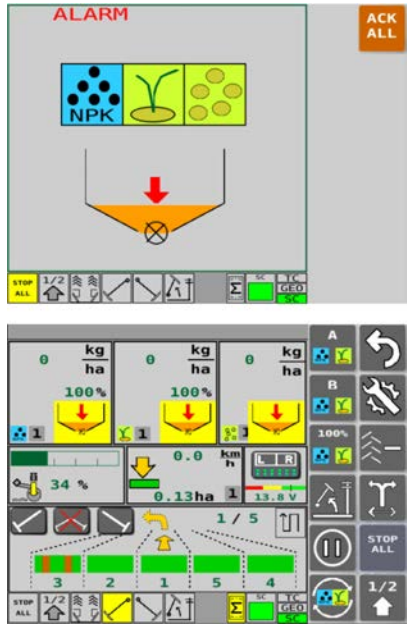 ALARM
ACK
ALL
NPK
STOP
ALL
1/2
Σ
SC
TC
GEO
SC
0 kg/ha
0 kg/ha
0 kg/ha
100% 100%
1 1 1
A
B
100%
0.0 km/h
34 %
0.13ha 1
L R
13.8 V
1 / 5
3 2 1 5 4
STOP
ALL
1/2
STOP
ALL
1/2
Σ
SC
TC
GEO
SC